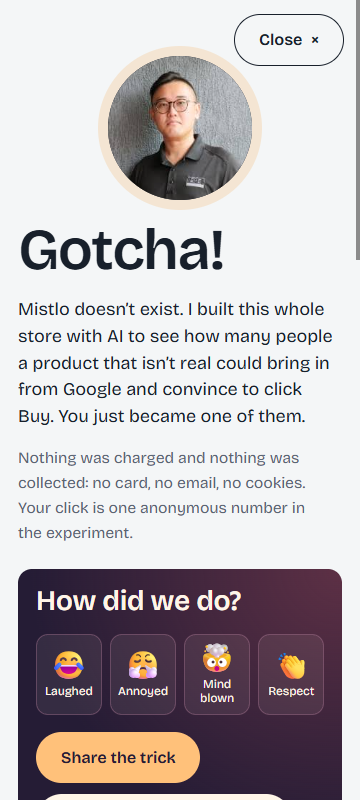 Close ×
Gotcha!
Mistlo doesn’t exist. I built this whole
store with AI to see how many people
a product that isn’t real could bring in
from Google and convince to click
Buy. You just became one of them.
Nothing was charged and nothing was
collected: no card, no email, no cookies.
Your click is one anonymous number in
the experiment.
How did we do?
Laughed
Annoyed
Mind
blown
Respect
Share the trick